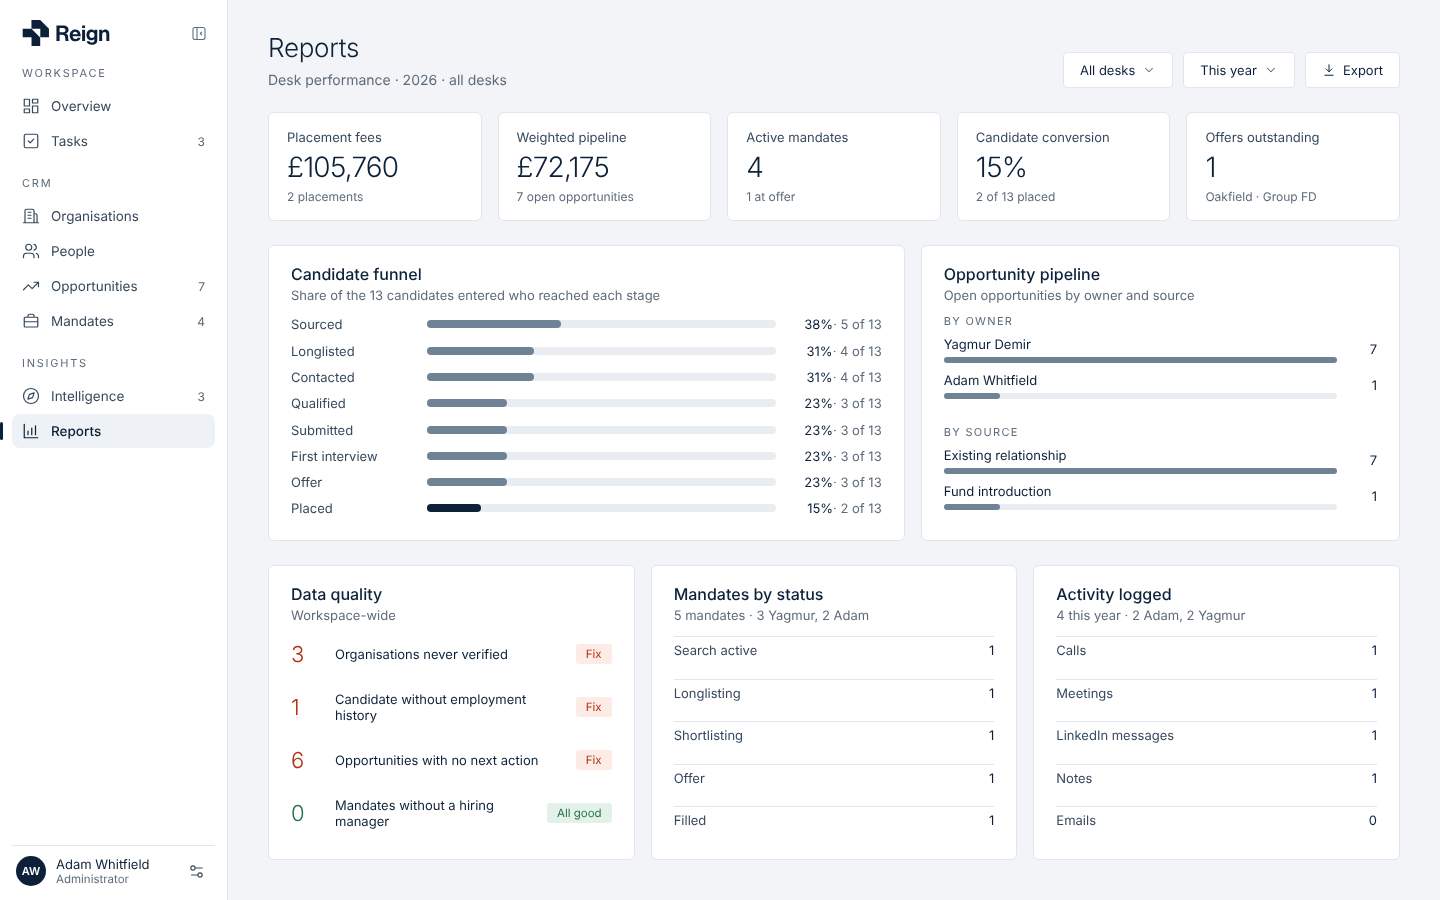 Reign
WORKSPACE
Overview
Tasks 3
CRM
Organisations
People
Opportunities 7
Mandates 4
INSIGHTS
Intelligence 3
Reports
AW
Adam Whitfield
Administrator
Reports
Desk performance · 2026 · all desks
All desks
This year
Export
Placement fees
£105,760
2 placements
Weighted pipeline
£72,175
7 open opportunities
Active mandates
4
1 at offer
Candidate conversion
15%
2 of 13 placed
Offers outstanding
1
Oakfield · Group FD
Candidate funnel
Share of the 13 candidates entered who reached each stage
Sourced 38% · 5 of 13
Longlisted 31% · 4 of 13
Contacted 31% · 4 of 13
Qualified 23% · 3 of 13
Submitted 23% · 3 of 13
First interview 23% · 3 of 13
Offer 23% · 3 of 13
Placed 15% · 2 of 13
Opportunity pipeline
Open opportunities by owner and source
BY OWNER
Yagmur Demir 7
Adam Whitfield 1
BY SOURCE
Existing relationship 7
Fund introduction 1
Data quality
Workspace-wide
3 Organisations never verified Fix
1 Candidate without employment
history Fix
6 Opportunities with no next action Fix
0 Mandates without a hiring
manager All good
Mandates by status
5 mandates · 3 Yagmur, 2 Adam
Search active 1
Longlisting 1
Shortlisting 1
Offer 1
Filled 1
Activity logged
4 this year · 2 Adam, 2 Yagmur
Calls 1
Meetings 1
LinkedIn messages 1
Notes 1
Emails 0